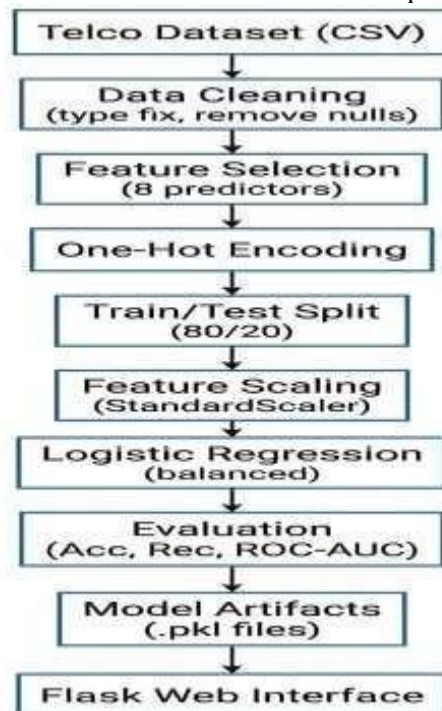 Telco Dataset (CSV)
Data Cleaning
(type fix, remove nulls)
Feature Selection
(8 predictors)
One-Hot Encoding
Train/Test Split
(80/20)
Feature Scaling
(StandardScaler)
Logistic Regression
(balanced)
Evaluation
(Acc, Rec, ROC-AUC)
Model Artifacts
(.pkl files)
Flask Web Interface